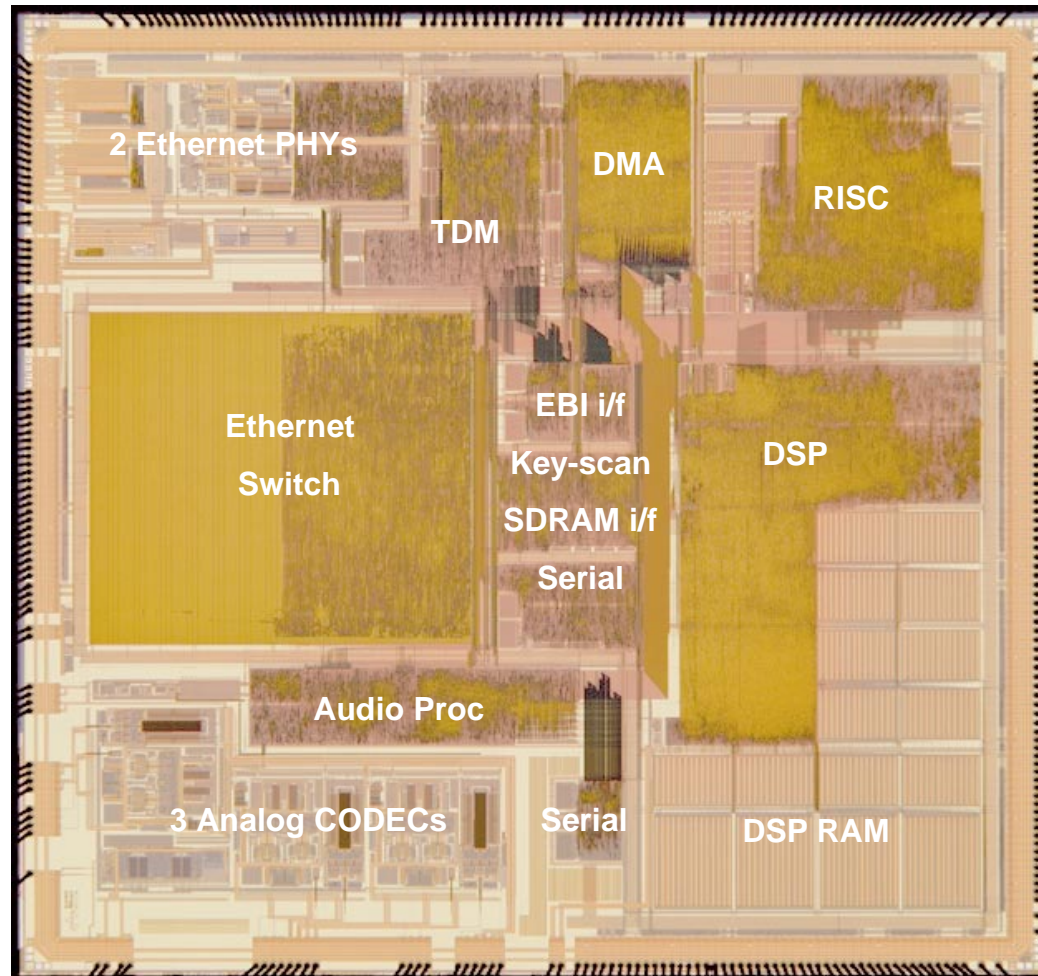 2 Ethernet PHYs
DMA
RISC
TDM
Ethernet
Switch
EBI i/f
Key-scan
SDRAM i/f
Serial
DSP
Audio Proc
3 Analog CODECs
Serial
DSP RAM